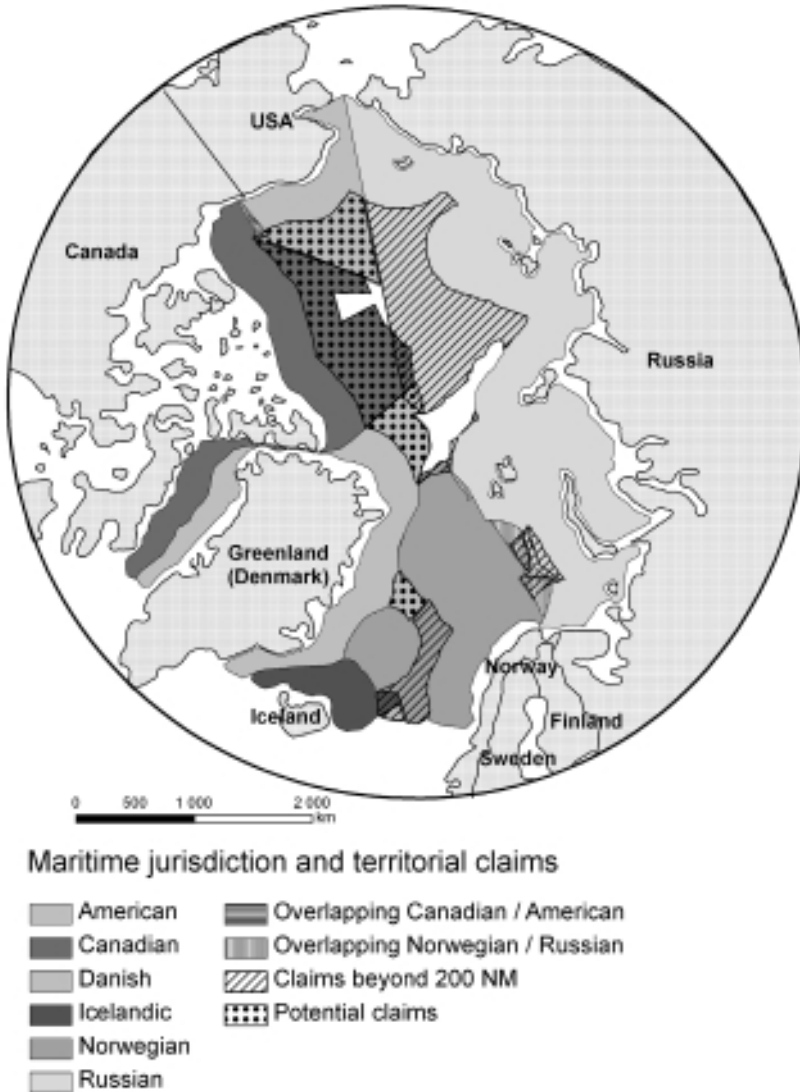 USA
Canada
Russia
Greenland
(Denmark)
Norway
Iceland
Finland
Sweden
0 500 1 000 2 000
km
Maritime jurisdiction and territorial claims
American
Canadian
Danish
Icelandic
Norwegian
Russian
Overlapping Canadian / American
Overlapping Norwegian / Russian
Claims beyond 200 NM
Potential claims